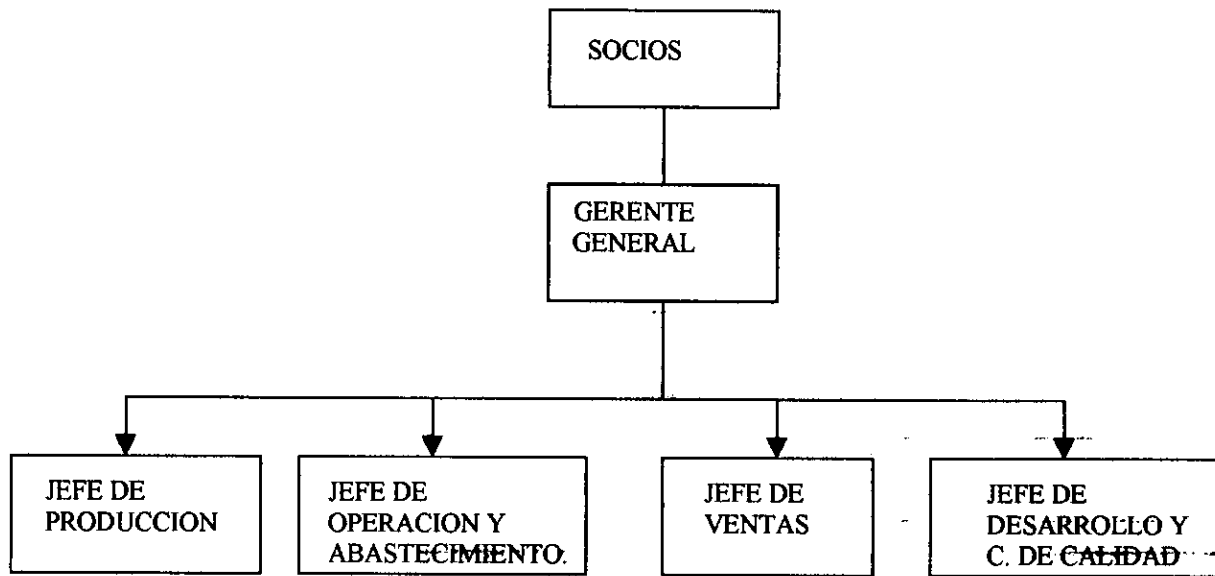 SOCIOS
GERENTE
GENERAL
JEFE DE
PRODUCCION
JEFE DE
OPERACION Y
ABASTECIMIENTO.
JEFE DE
VENTAS
JEFE DE
DESARROLLO Y
C. DE CALIDAD